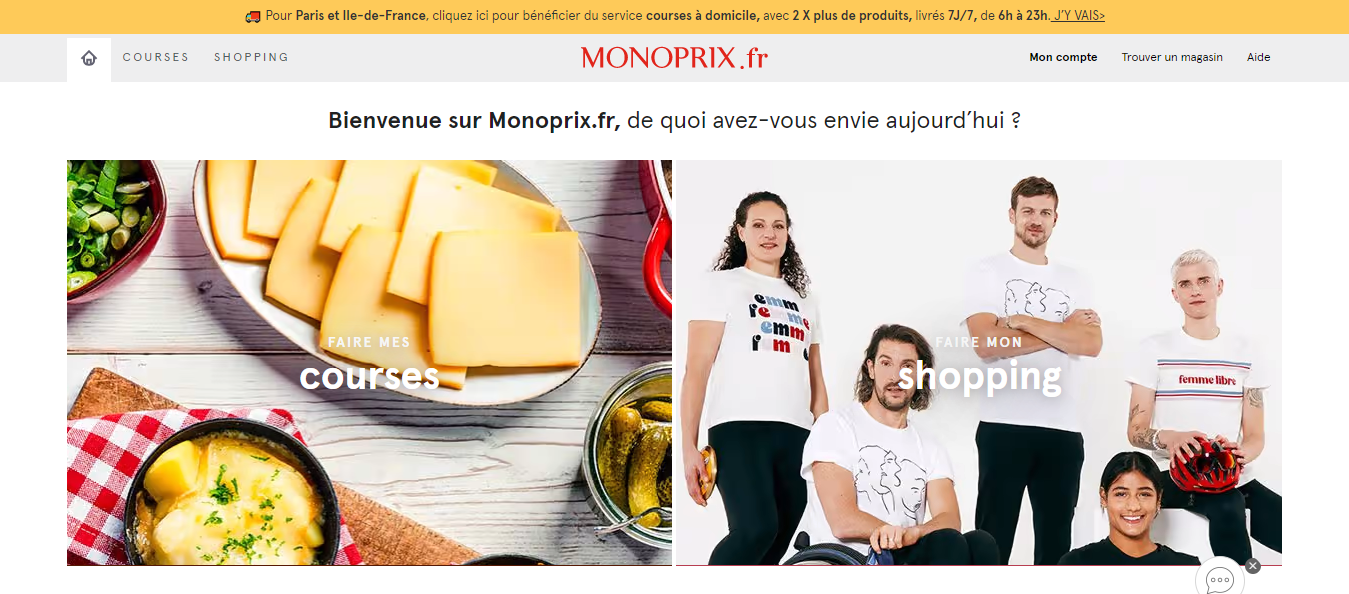 Pour Paris et Ile-de-France, cliquez ici pour bénéficier du service courses à domicile, avec 2 X plus de produits, livrés 7J/7, de 6h à 23h. J'Y VAIS>
COURSES SHOPPING MONOPRIX.fr Mon compte Trouver un magasin Aide
Bienvenue sur Monoprix.fr, de quoi avez-vous envie aujourd'hui ?
FAIRE MES
courses
FAIRE MON
shopping
femme libre